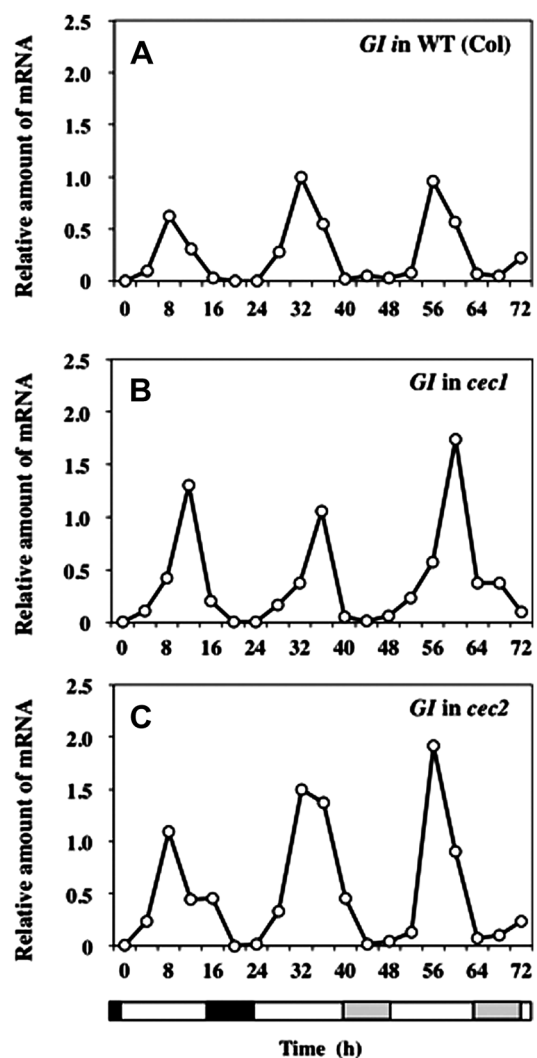 2.5
A
GI in WT (Col)
2.0
1.5
1.0
0.5
0
Relative amount of mRNA
0 8 16 24 32 40 48 56 64 72
2.5
B
GI in cec1
2.0
1.5
1.0
0.5
0
Relative amount of mRNA
0 8 16 24 32 40 48 56 64 72
2.5
C
GI in cec2
2.0
1.5
1.0
0.5
0
Relative amount of mRNA
0 8 16 24 32 40 48 56 64 72
Time (h)